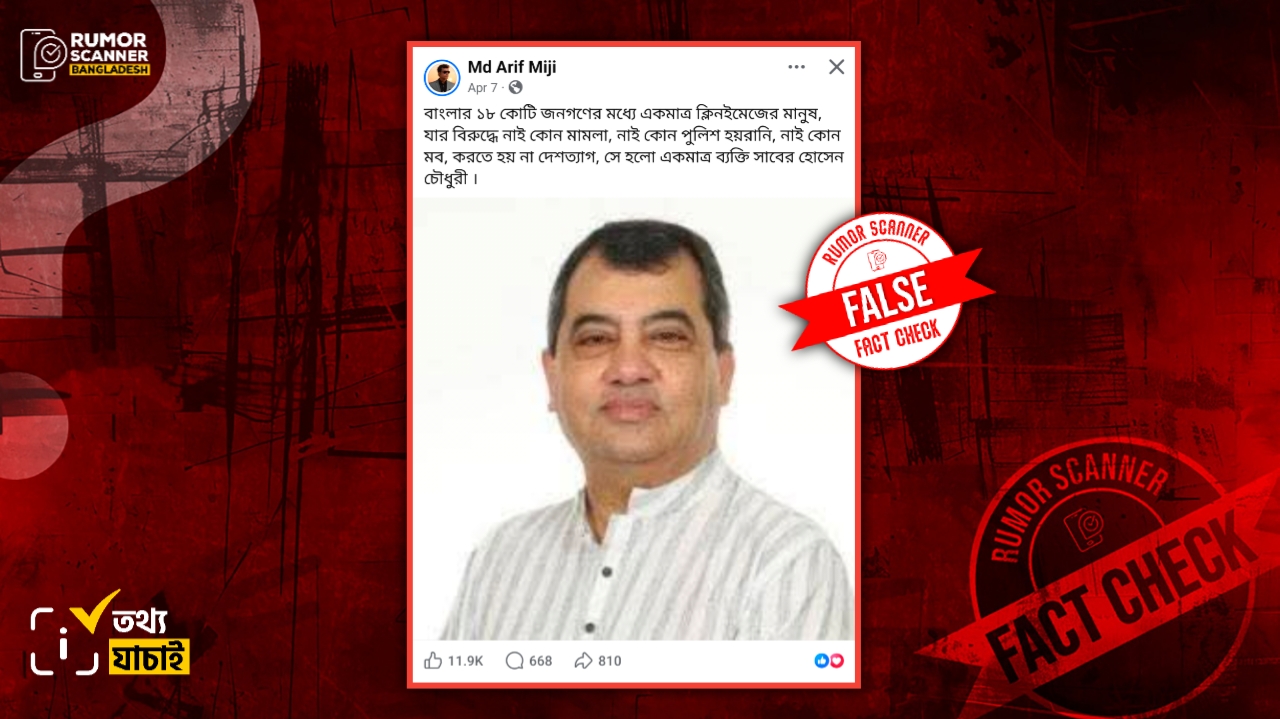 RUMOR
SCANNER
BANGLADESH
Md Arif Miji
Apr 7 ·
বাংলার ১৮ কোটি জনগণের মধ্যে একমাত্র ক্লিনইমেজের মানুষ,
যার বিরুদ্ধে নাই কোন মামলা, নাই কোন পুলিশ হয়রানি, নাই কোন
মব, করতে হয় না দেশত্যাগ, সে হলো একমাত্র ব্যক্তি সাবের হোসেন
চৌধুরী ।
RUMOR SCANNER
FALSE
FACT CHECK
11.9K 668 810
RUMOR SCANNER
FACT CHECK
তথ্য
যাচাই